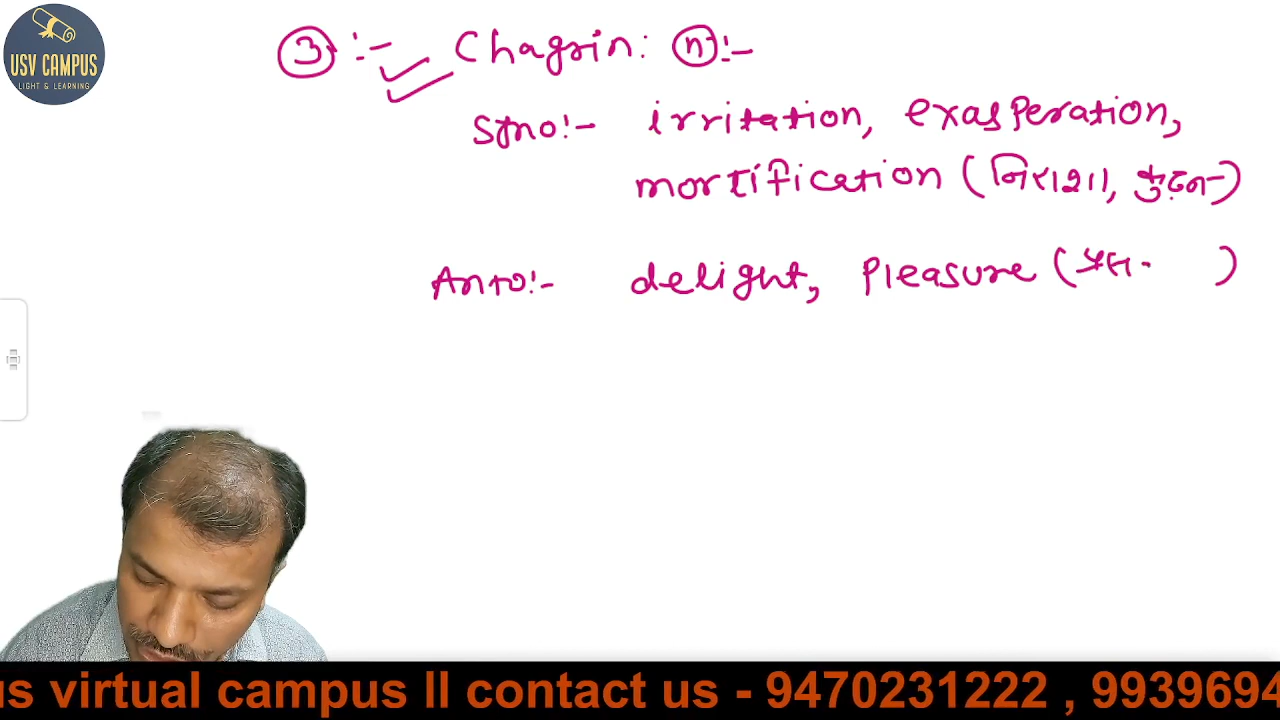 USV CAMPUS
LIGHT & LEARNING
3 :- Chagrin: n :-
Syno:- irritation, exasperation,
mortification (निराशा, कुढ़न)
Anto:- delight, Pleasure (प्रस- )
us virtual campus ll contact us - 9470231222 , 9939694